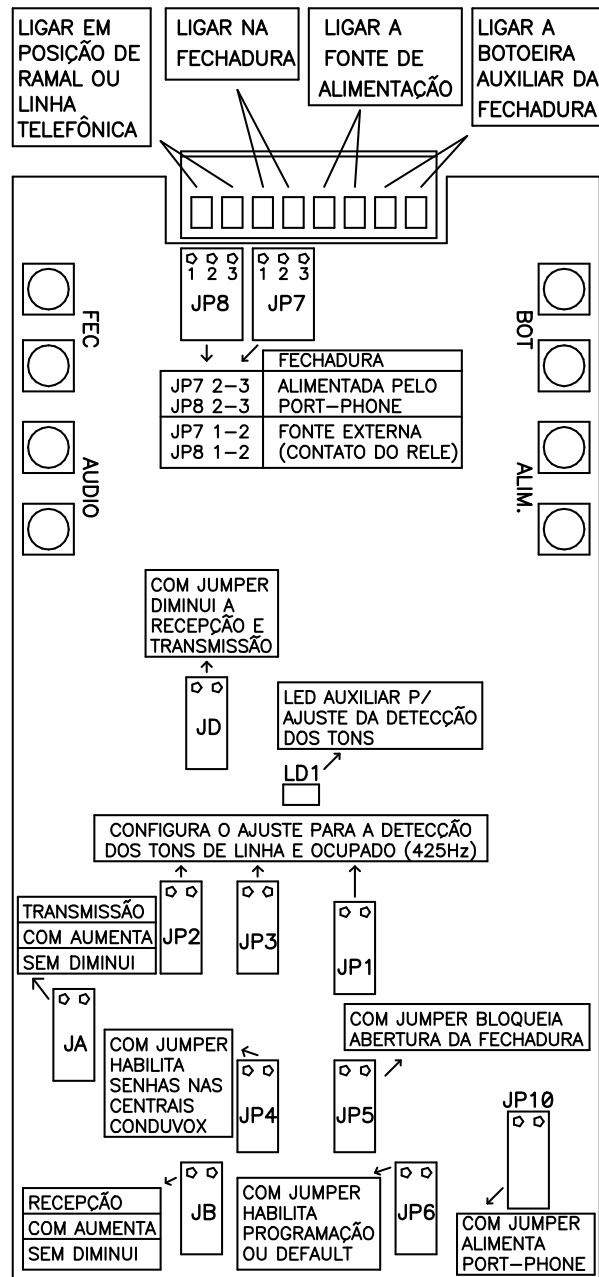 LIGAR EM
POSIÇÃO DE
RAMAL OU
LINHA
TELEFÔNICA
LIGAR NA
FECHADURA
LIGAR A
FONTE DE
ALIMENTAÇÃO
LIGAR A
BOTOEIRA
AUXILIAR DA
FECHADURA
1 2 3
JP8
1 2 3
JP7
FEC
BOT
AUDIO
ALIM.
FECHADURA
JP7 2-3
JP8 2-3
ALIMENTADA PELO
PORT-PHONE
JP7 1-2
JP8 1-2
FONTE EXTERNA
(CONTATO DO RELE)
COM JUMPER
DIMINUI A
RECEPÇÃO E
TRANSMISSÃO
JD
LED AUXILIAR P/
AJUSTE DA DETECÇÃO
DOS TONS
LD1
CONFIGURA O AJUSTE PARA A DETECÇÃO
DOS TONS DE LINHA E OCUPADO (425Hz)
TRANSMISSÃO
COM AUMENTA
SEM DIMINUI
JP2
JP3
JP1
JA
COM JUMPER
HABILITA
SENHAS NAS
CENTRAIS
CONDUVOX
JP4
COM JUMPER BLOQUEIA
ABERTURA DA FECHADURA
JP5
JP10
RECEPÇÃO
COM AUMENTA
SEM DIMINUI
JB
COM JUMPER
HABILITA
PROGRAMAÇÃO
OU DEFAULT
JP6
COM JUMPER
ALIMENTA
PORT-PHONE